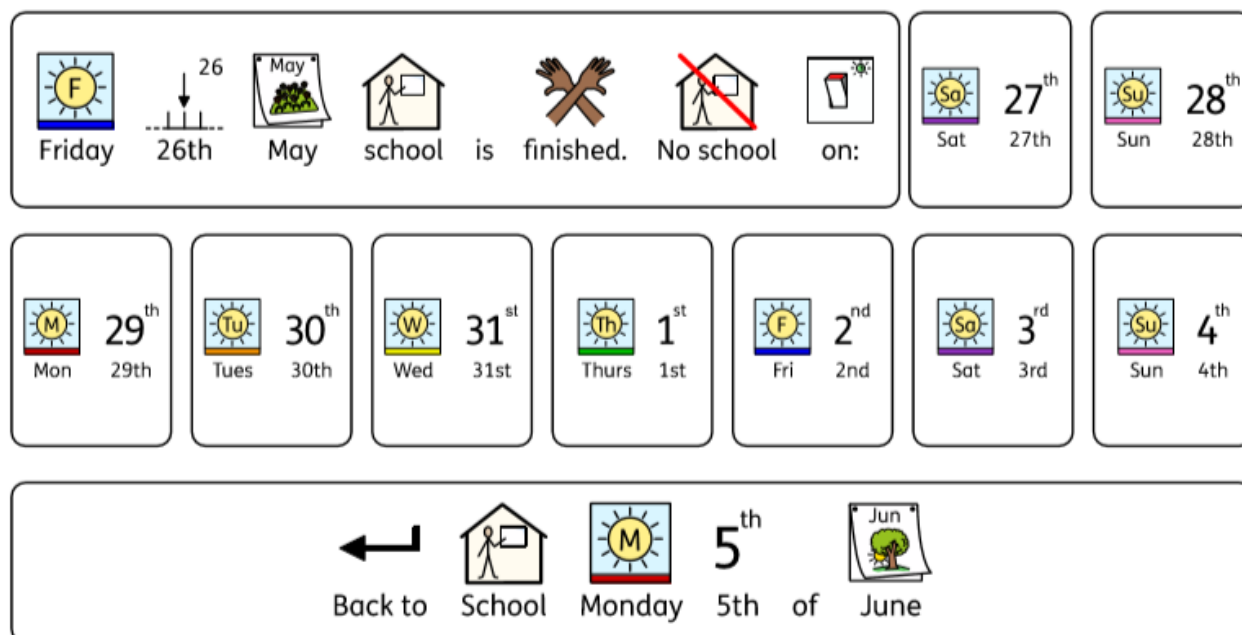 F 26 May
Friday 26th May school is finished. No school on:
Sa 27th
Sat 27th
Su 28th
Sun 28th
M 29th
Mon 29th
Tu 30th
Tues 30th
W 31st
Wed 31st
Th 1st
Thurs 1st
F 2nd
Fri 2nd
Sa 3rd
Sat 3rd
Su 4th
Sun 4th
M 5th Jun
Back to School Monday 5th of June